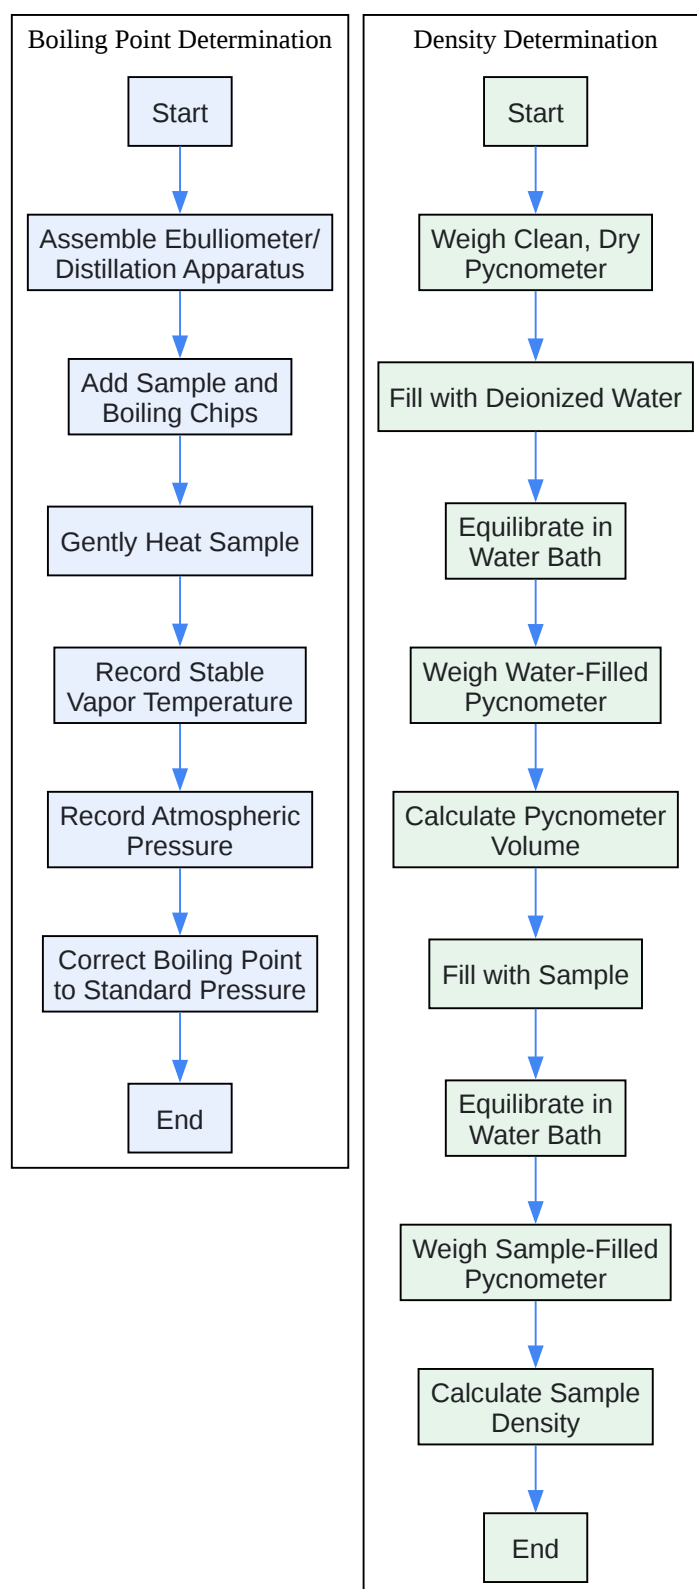 Boiling Point Determination
Start
Assemble Ebulliometer/
Distillation Apparatus
Add Sample and
Boiling Chips
Gently Heat Sample
Record Stable
Vapor Temperature
Record Atmospheric
Pressure
Correct Boiling Point
to Standard Pressure
End
Density Determination
Start
Weigh Clean, Dry
Pycnometer
Fill with Deionized Water
Equilibrate in
Water Bath
Weigh Water-Filled
Pycnometer
Calculate Pycnometer
Volume
Fill with Sample
Equilibrate in
Water Bath
Weigh Sample-Filled
Pycnometer
Calculate Sample
Density
End